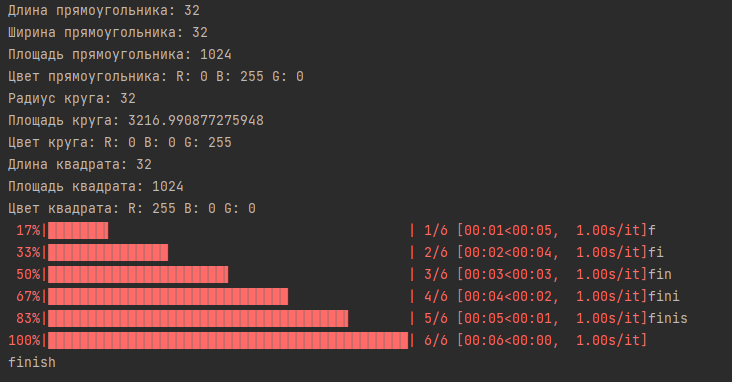 Длина прямоугольника: 32
Ширина прямоугольника: 32
Площадь прямоугольника: 1024
Цвет прямоугольника: R: 0 B: 255 G: 0
Радиус круга: 32
Площадь круга: 3216.990877275948
Цвет круга: R: 0 B: 0 G: 255
Длина квадрата: 32
Площадь квадрата: 1024
Цвет квадрата: R: 255 B: 0 G: 0
17%| | 1/6 [00:01<00:05, 1.00s/it]f
33%| | 2/6 [00:02<00:04, 1.00s/it]fi
50%| | 3/6 [00:03<00:03, 1.00s/it]fin
67%| | 4/6 [00:04<00:02, 1.00s/it]fini
83%| | 5/6 [00:05<00:01, 1.00s/it]finis
100%| | 6/6 [00:06<00:00, 1.00s/it]
finish